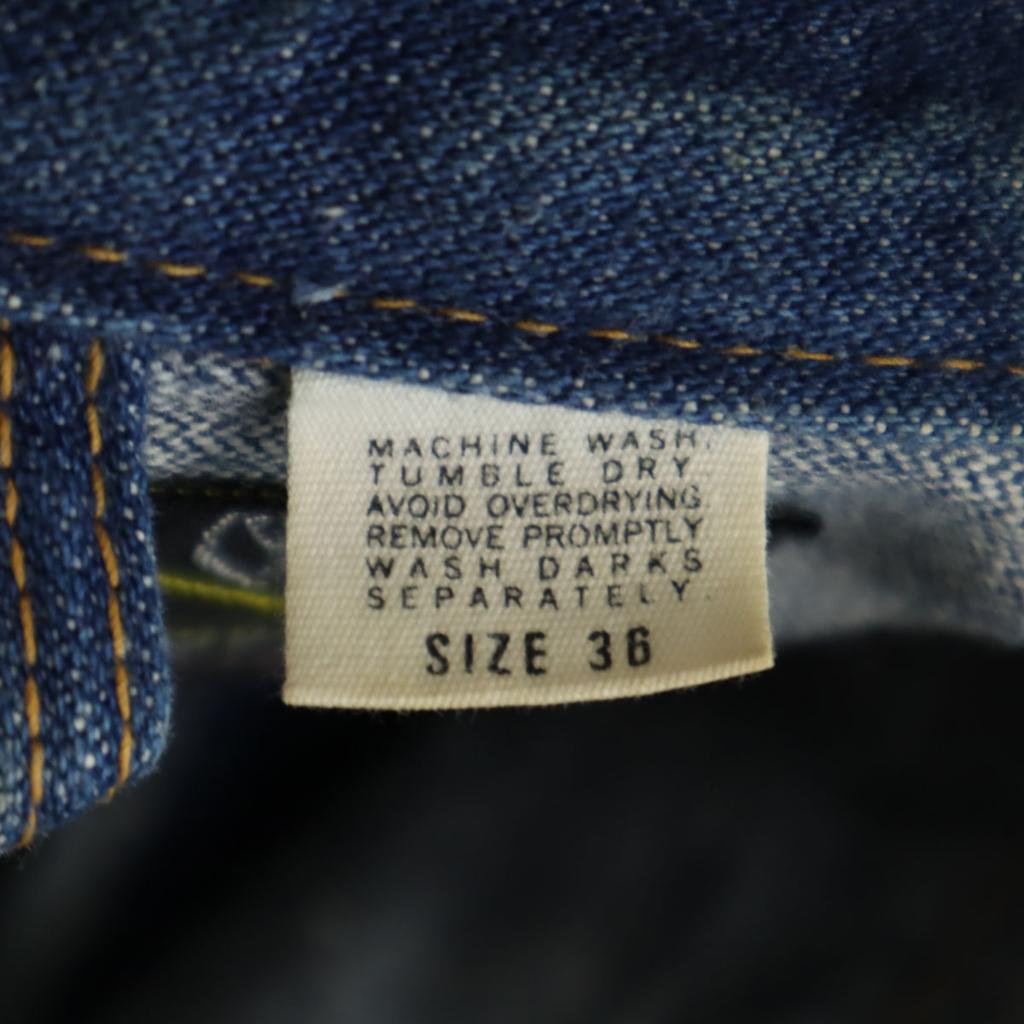 MACHINE WASH.
TUMBLE DRY.
AVOID OVERDRYING
REMOVE PROMPTLY
WASH DARKS
SEPARATELY.
SIZE 36